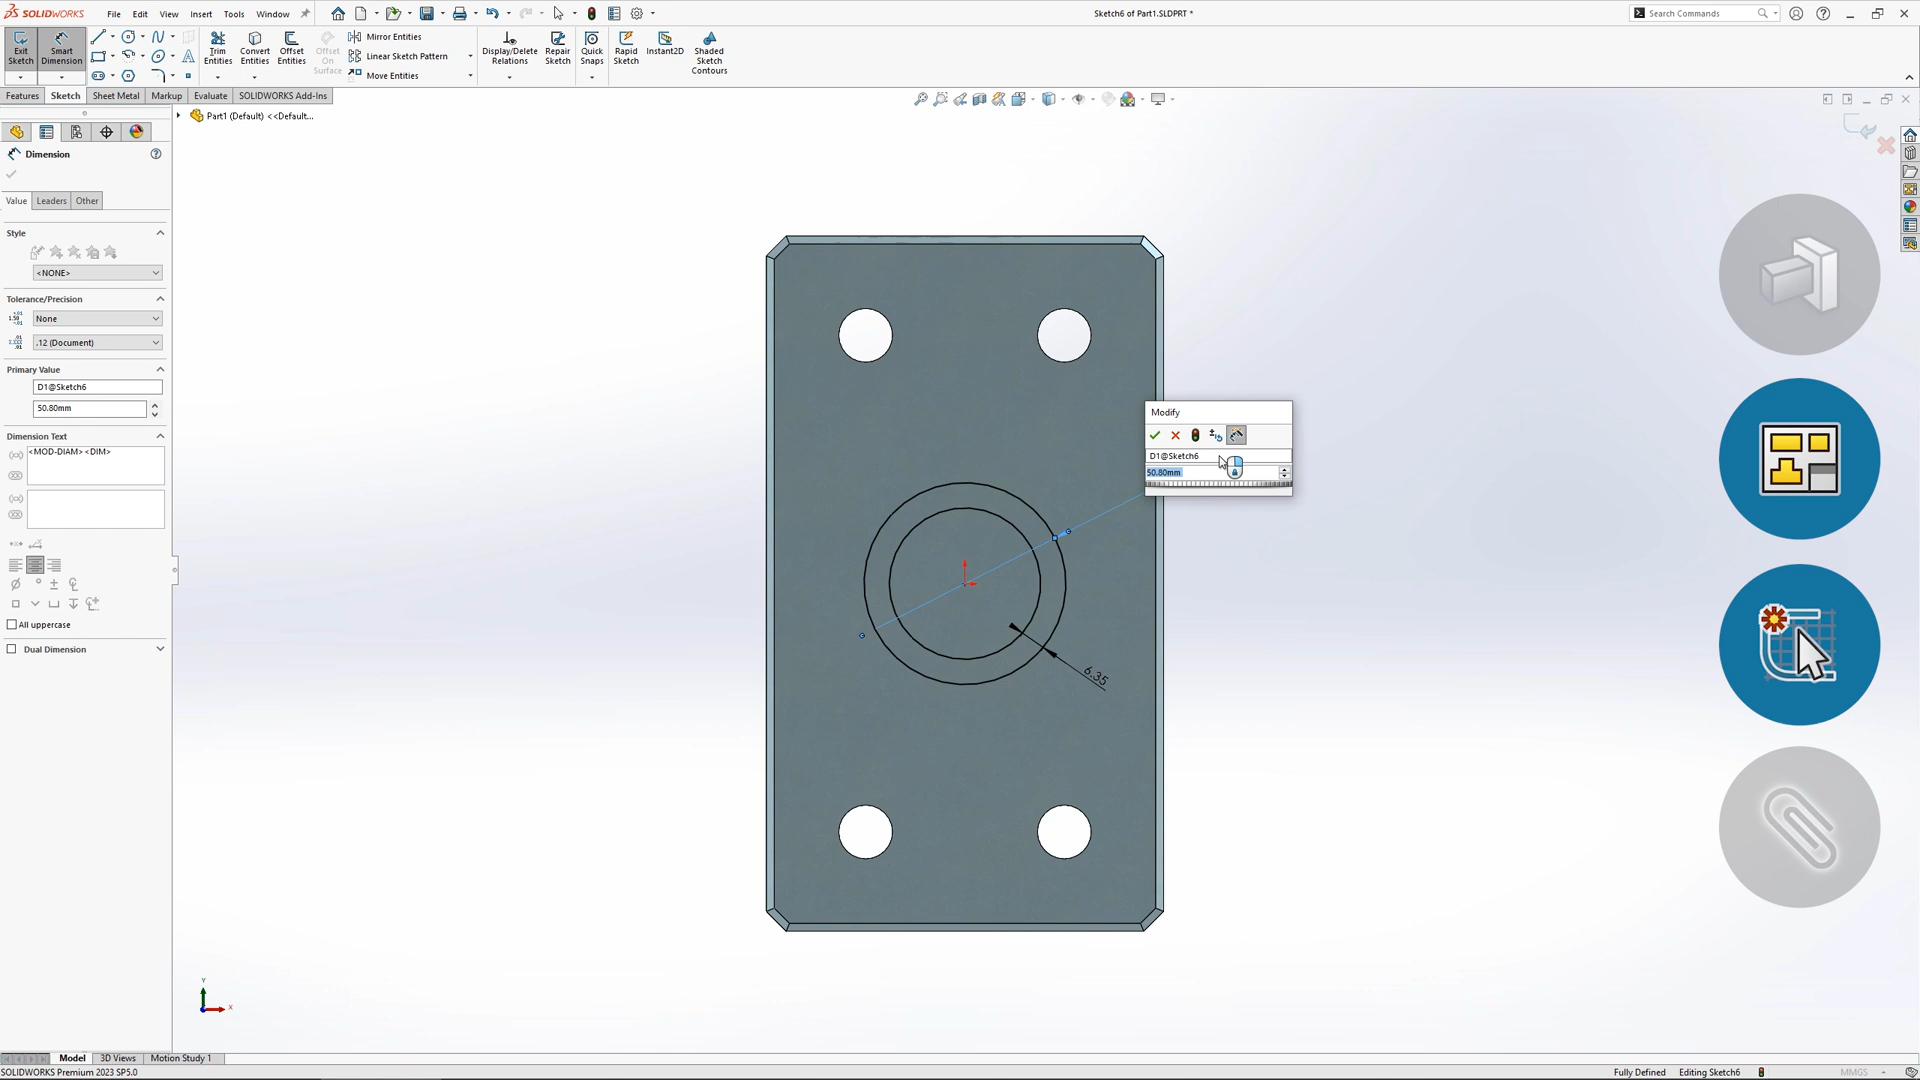 SOLIDWORKS File Edit View Insert Tools Window Sketch6 of Part1.SLDPRT * Search Commands
Exit Sketch
Smart Dimension
Trim Entities
Convert Entities
Offset Entities
Offset On Surface
Mirror Entities
Linear Sketch Pattern
Move Entities
Display/Delete Relations
Repair Sketch
Quick Snaps
Rapid Sketch
Instant2D
Shaded Sketch Contours
Features Sketch Sheet Metal Markup Evaluate SOLIDWORKS Add-Ins
Part1 (Default) <<Default...
Dimension
Value Leaders Other
Style
<NONE>
Tolerance/Precision
None
.12 (Document)
Primary Value
D1@Sketch6
50.80mm
Dimension Text
<MOD-DIAM><DIM>
All uppercase
Dual Dimension
Modify
D1@Sketch6
50.80mm
6.35
Y
X
Model 3D Views Motion Study 1
SOLIDWORKS Premium 2023 SP5.0 Fully Defined Editing Sketch6 MMGS